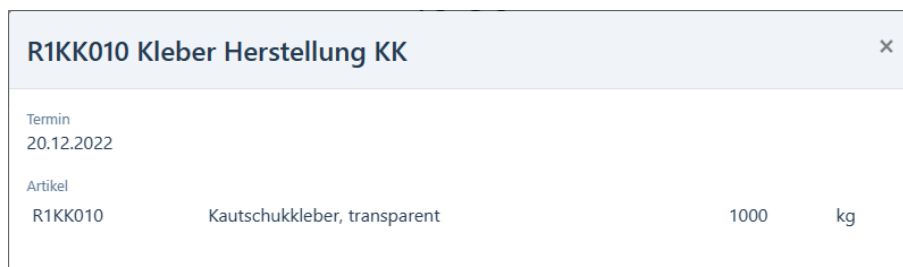 R1KK010 Kleber Herstellung KK ×
Termin
20.12.2022
Artikel
R1KK010 Kautschukkleber, transparent 1000 kg